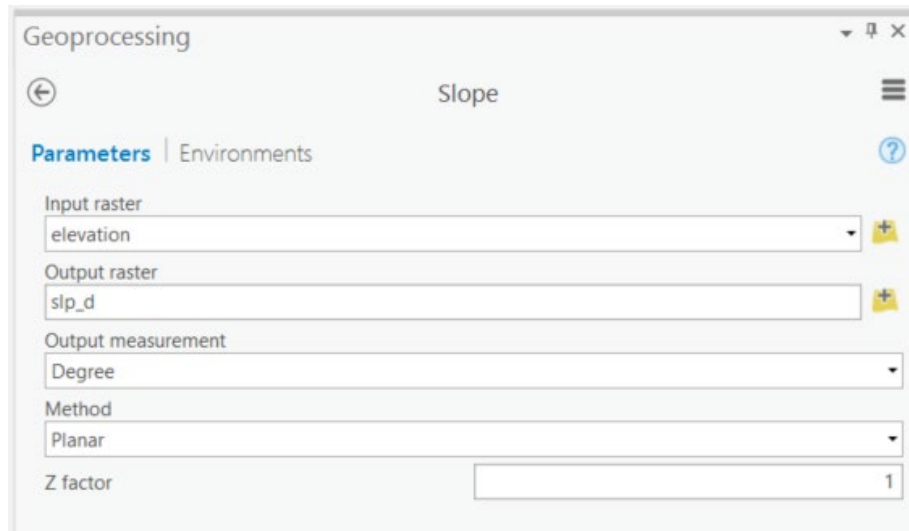 Geoprocessing
Slope
Parameters | Environments
Input raster
elevation
Output raster
slp_d
Output measurement
Degree
Method
Planar
Z factor 1